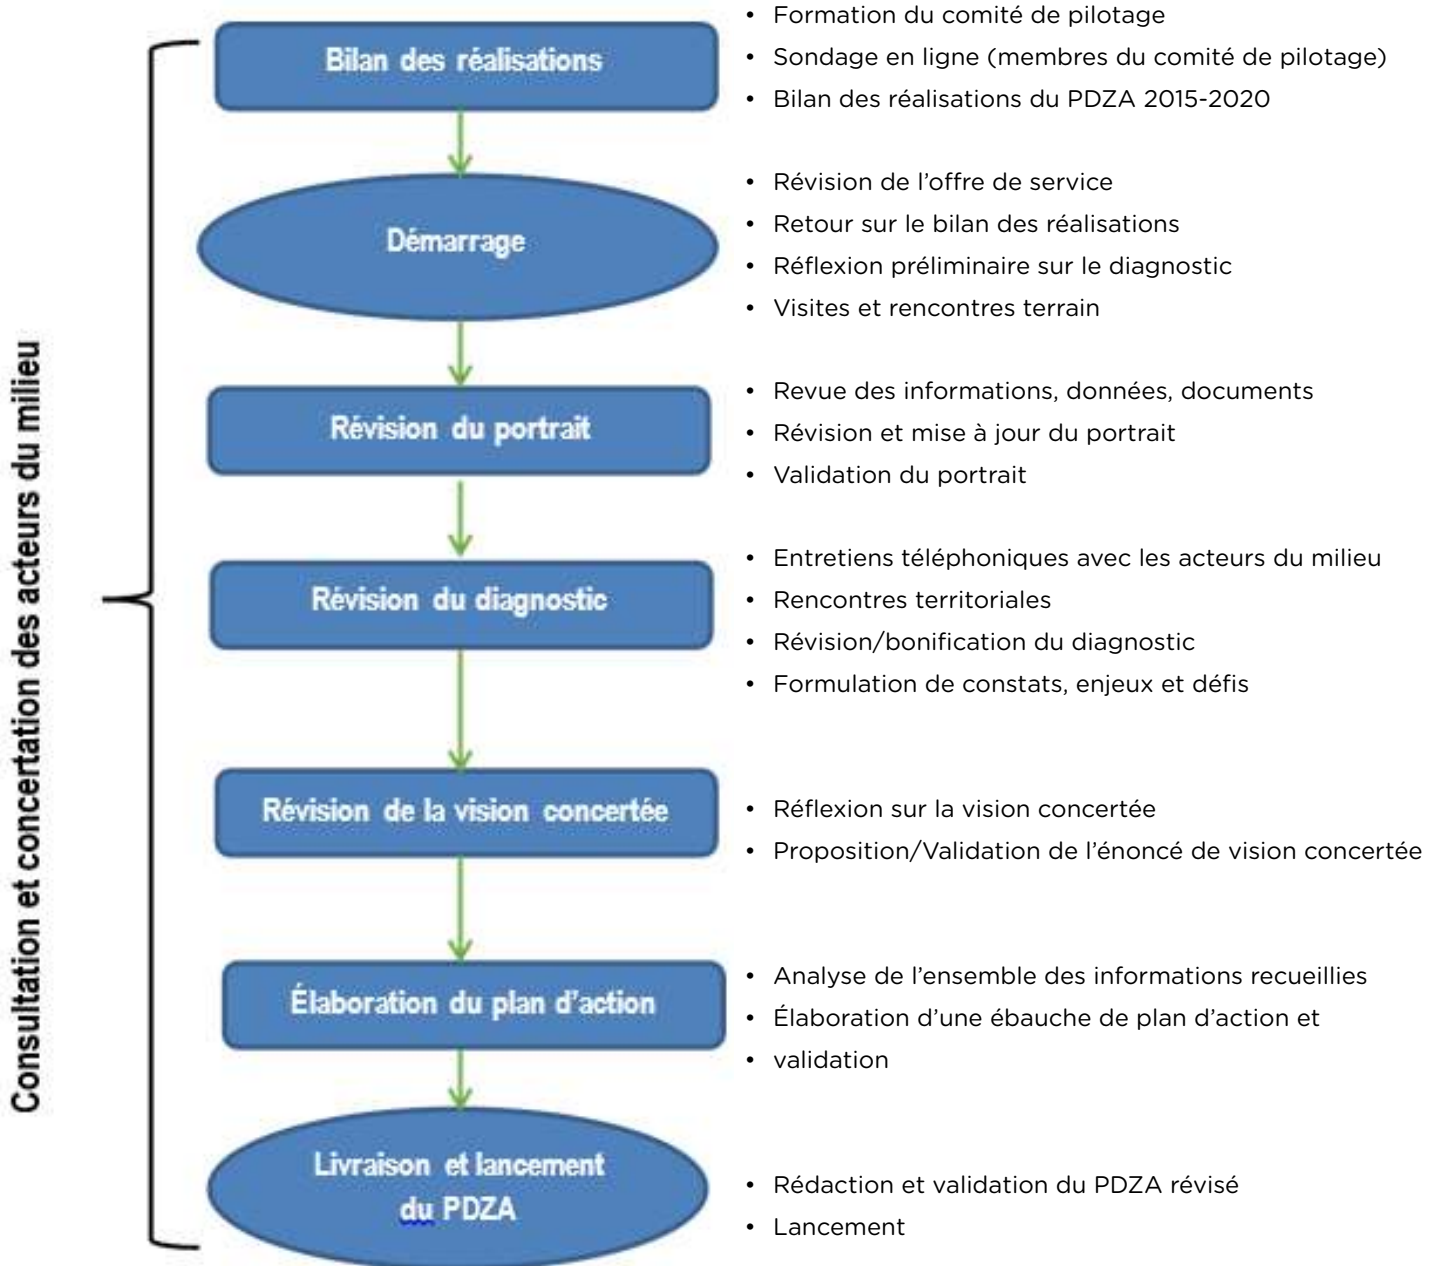 Consultation et concertation des acteurs du milieu
Bilan des réalisations
• Formation du comité de pilotage
• Sondage en ligne (membres du comité de pilotage)
• Bilan des réalisations du PDZA 2015-2020
Démarrage
• Révision de l’offre de service
• Retour sur le bilan des réalisations
• Réflexion préliminaire sur le diagnostic
• Visites et rencontres terrain
Révision du portrait
• Revue des informations, données, documents
• Révision et mise à jour du portrait
• Validation du portrait
Révision du diagnostic
• Entretiens téléphoniques avec les acteurs du milieu
• Rencontres territoriales
• Révision/bonification du diagnostic
• Formulation de constats, enjeux et défis
Révision de la vision concertée
• Réflexion sur la vision concertée
• Proposition/Validation de l’énoncé de vision concertée
Élaboration du plan d’action
• Analyse de l’ensemble des informations recueillies
• Élaboration d’une ébauche de plan d’action et
• validation
Livraison et lancement
du PDZA
• Rédaction et validation du PDZA révisé
• Lancement